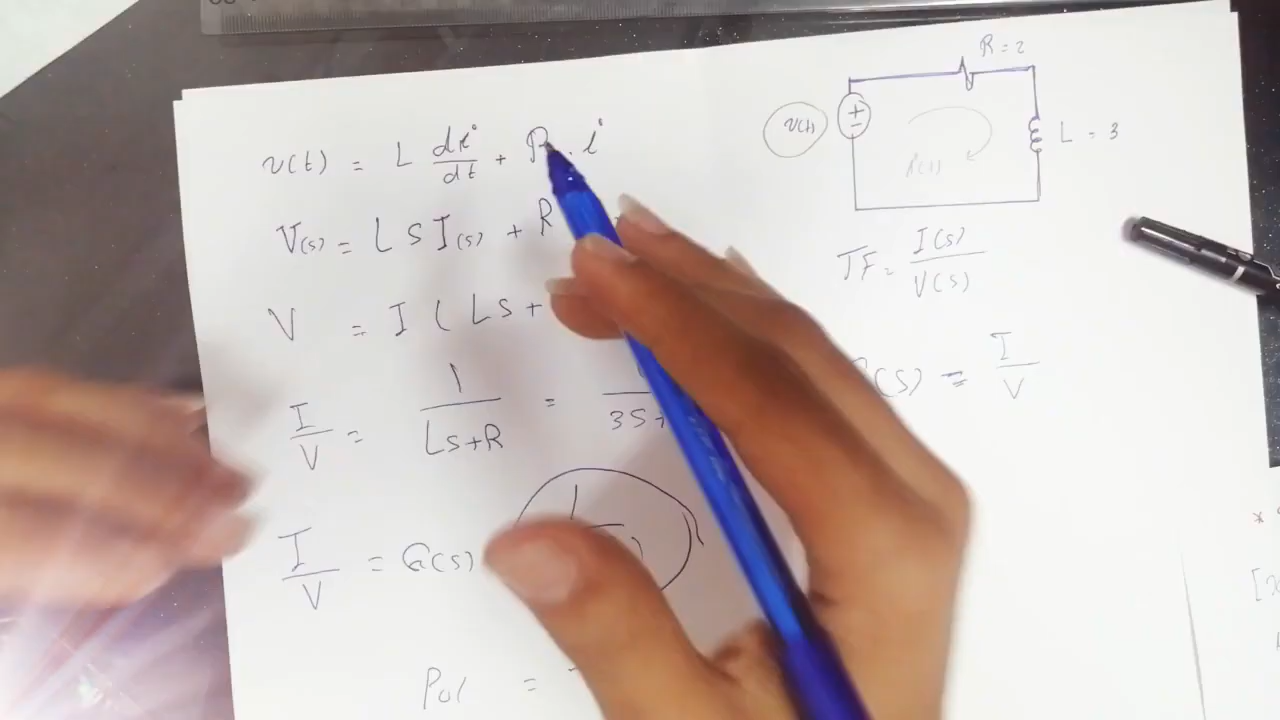 v(t) = L di/dt + R . i
V(s) = L S I(s) + R
V = I ( LS +
I/V = 1/LS+R = 3S+
I/V = G(s)
Pol =
R = 2
v(t)
+
-
L = 3
i(t)
TF = I(s)/V(s)
(s) = I/V
*
[